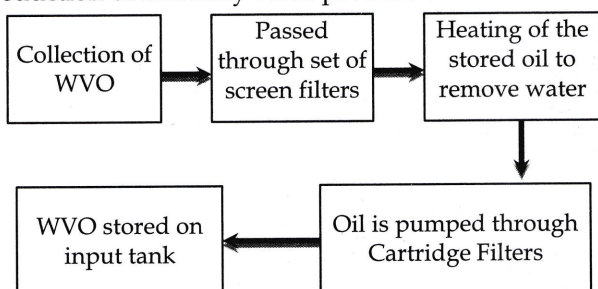 Collection of
WVO
Passed
through set of
screen filters
Heating of the
stored oil to
remove water
Oil is pumped through
Cartridge Filters
WVO stored on
input tank